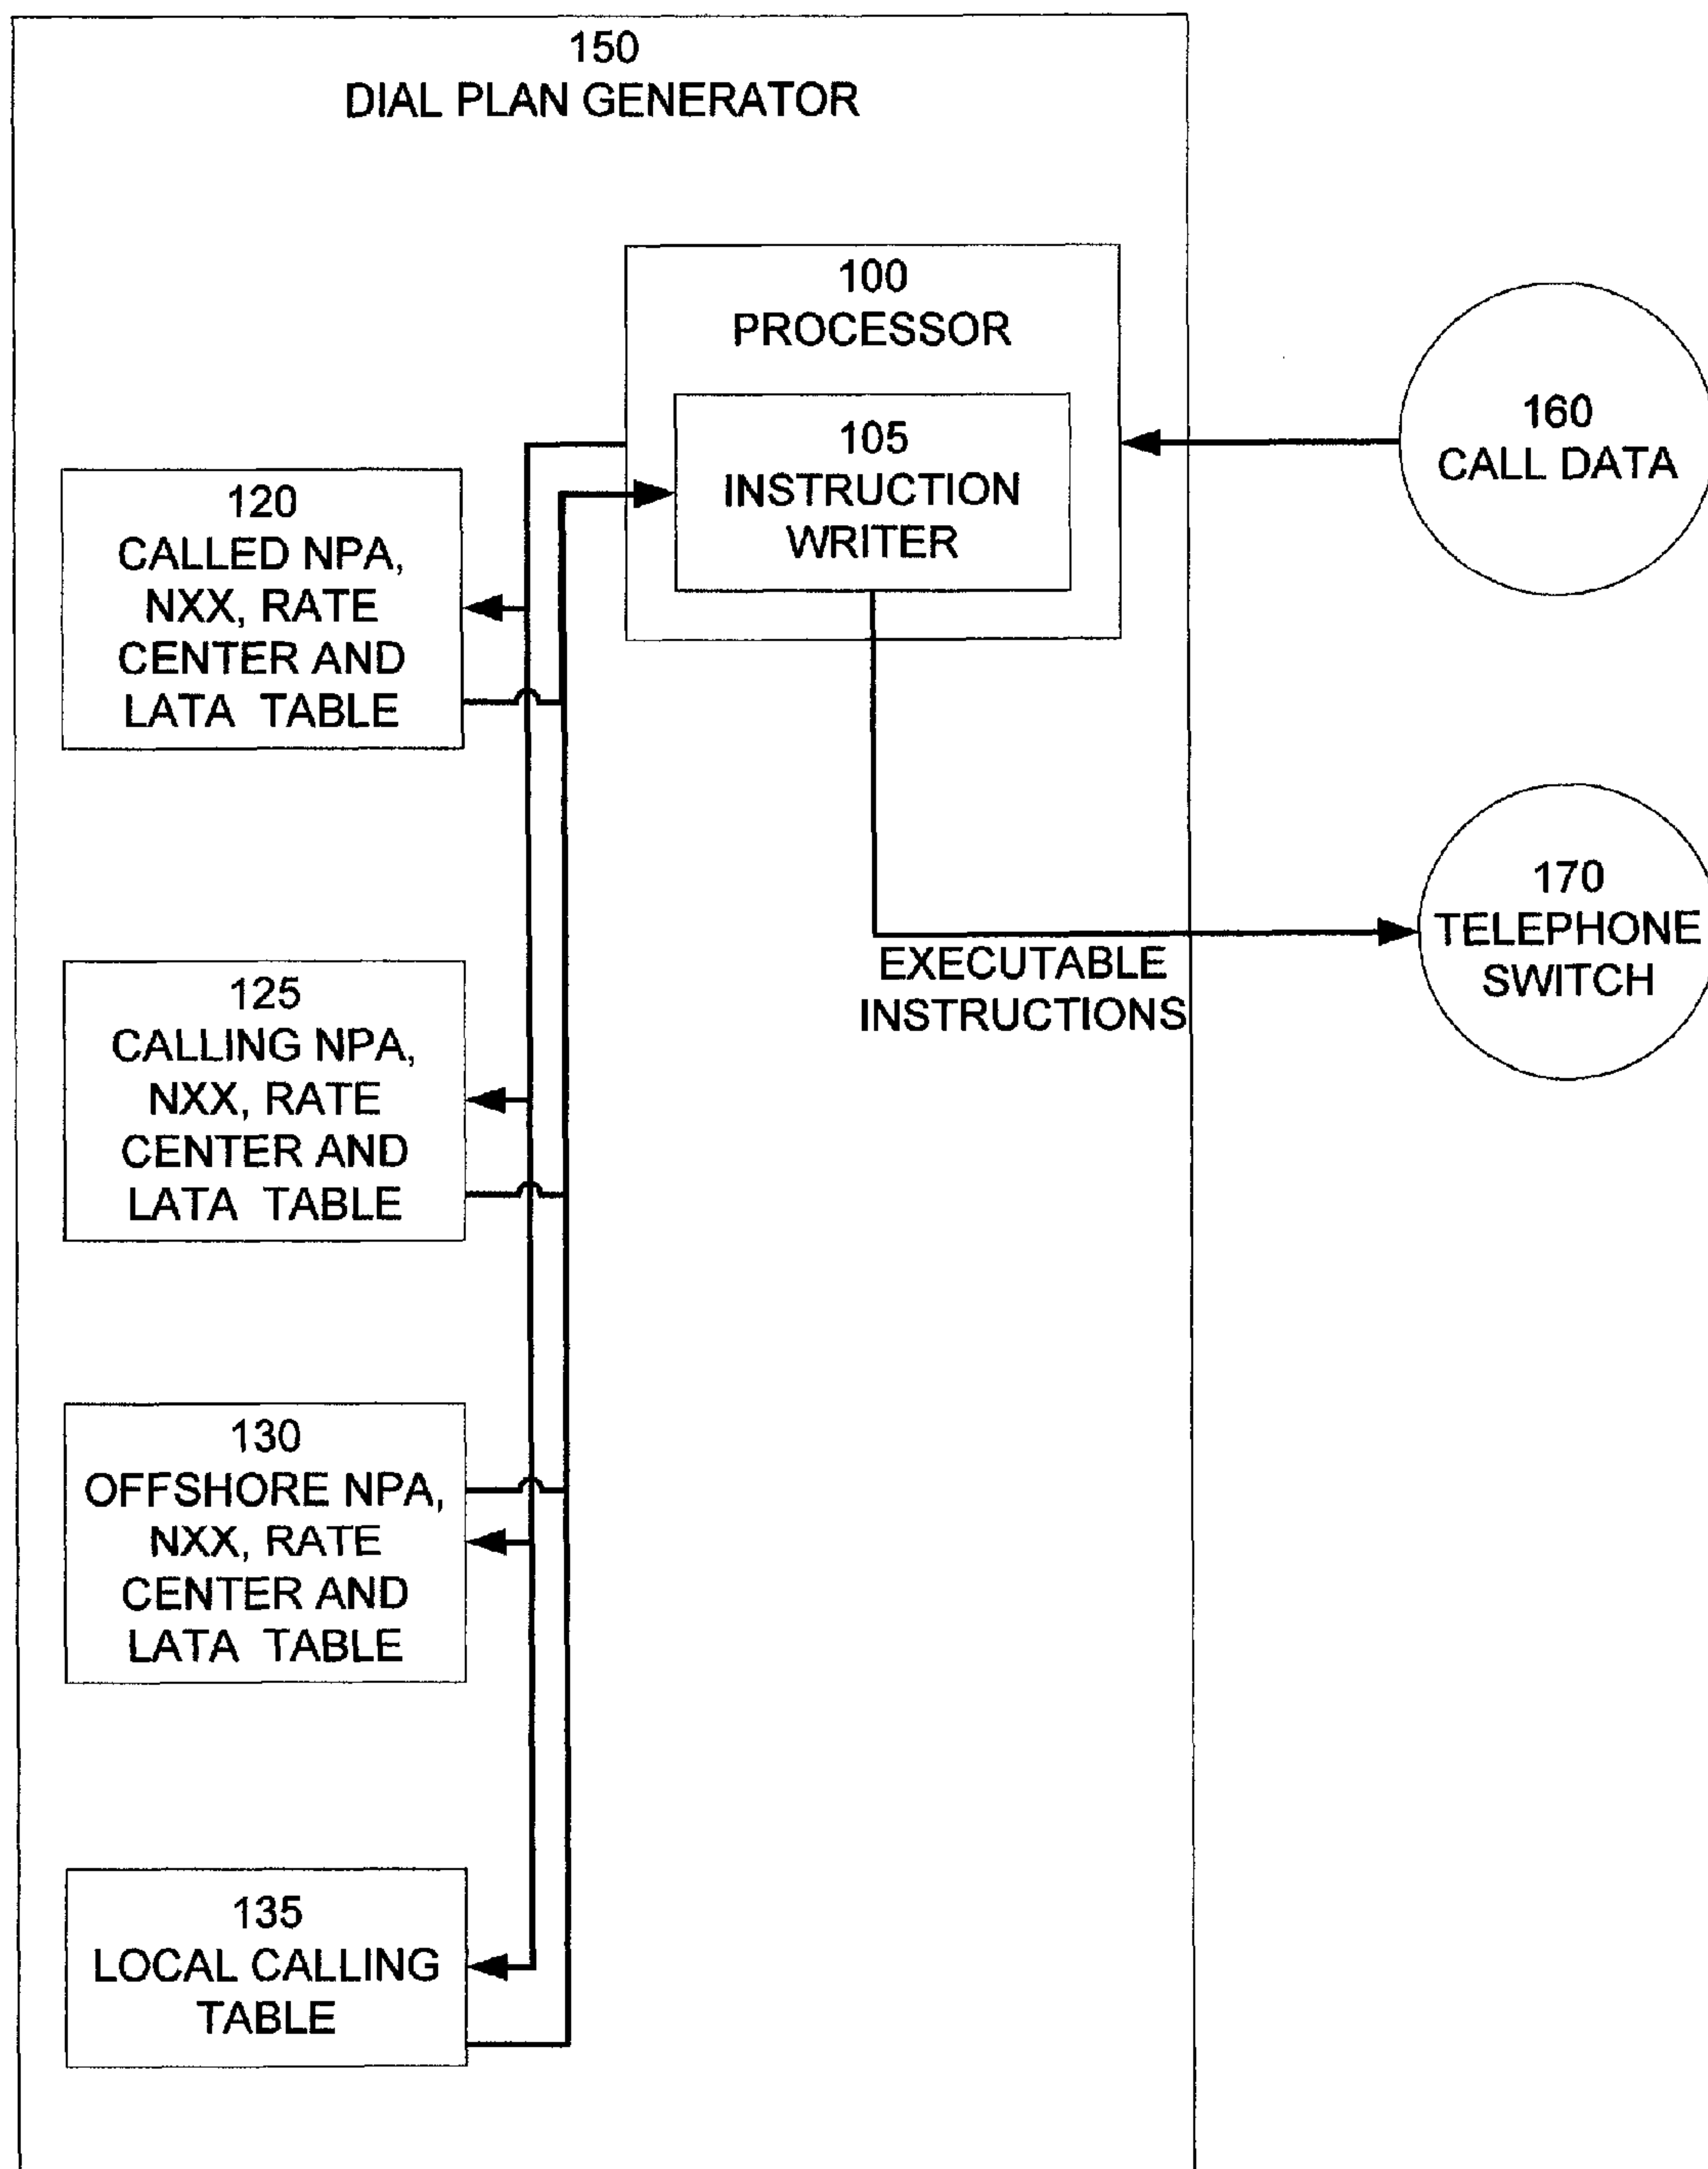 150
DIAL PLAN GENERATOR
100
PROCESSOR
105
INSTRUCTION
WRITER
160
CALL DATA
120
CALLED NPA,
NXX, RATE
CENTER AND
LATA TABLE
170
TELEPHONE
SWITCH
EXECUTABLE
INSTRUCTIONS
125
CALLING NPA,
NXX, RATE
CENTER AND
LATA TABLE
130
OFFSHORE NPA,
NXX, RATE
CENTER AND
LATA TABLE
135
LOCAL CALLING
TABLE